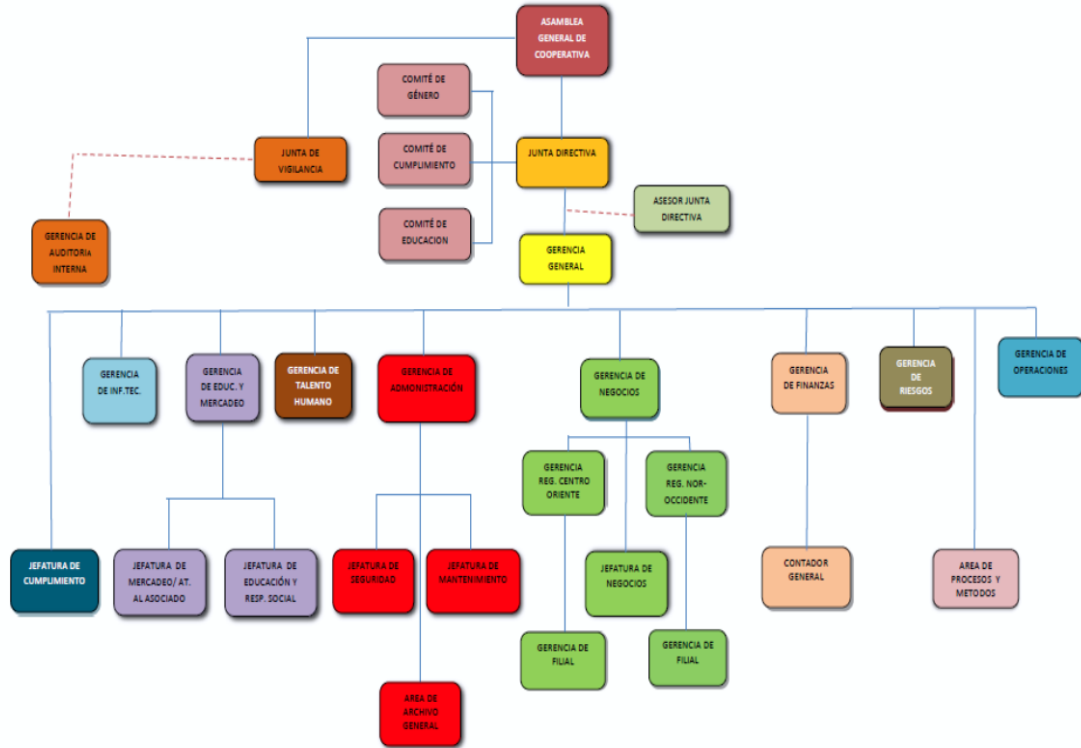 ASAMBLEA
GENERAL DE
COOPERATIVA
COMITÉ DE
GÉNERO
JUNTA DE
VIGILANCIA
COMITÉ DE
CUMPLIMIENTO
JUNTA DIRECTIVA
ASESOR JUNTA
DIRECTIVA
COMITÉ DE
EDUCACION
GERENCIA DE
AUDITORIA
INTERNA
GERENCIA
GENERAL
GERENCIA
DE INF.TEC.
GERENCIA
DE EDUC. Y
MERCADEO
GERENCIA DE
TALENTO
HUMANO
GERENCIA DE
ADMONISTRACIÓN
GERENCIA DE
NEGOCIOS
GERENCIA
DE FINANZAS
GERENCIA
DE
RIESGOS
GERENCIA DE
OPERACIONES
GERENCIA
REG. CENTRO
ORIENTE
GERENCIA
REG. NOR-
OCCIDENTE
JEFATURA DE
CUMPLIMIENTO
JEFATURA DE
MERCADEO/ AT.
AL ASOCIADO
JEFATURA DE
EDUCACIÓN Y
RESP. SOCIAL
JEFATURA DE
SEGURIDAD
JEFATURA DE
MANTENIMIENTO
JEFATURA DE
NEGOCIOS
CONTADOR
GENERAL
AREA DE
PROCESOS Y
METODOS
GERENCIA DE
FILIAL
GERENCIA DE
FILIAL
AREA DE
ARCHIVO
GENERAL